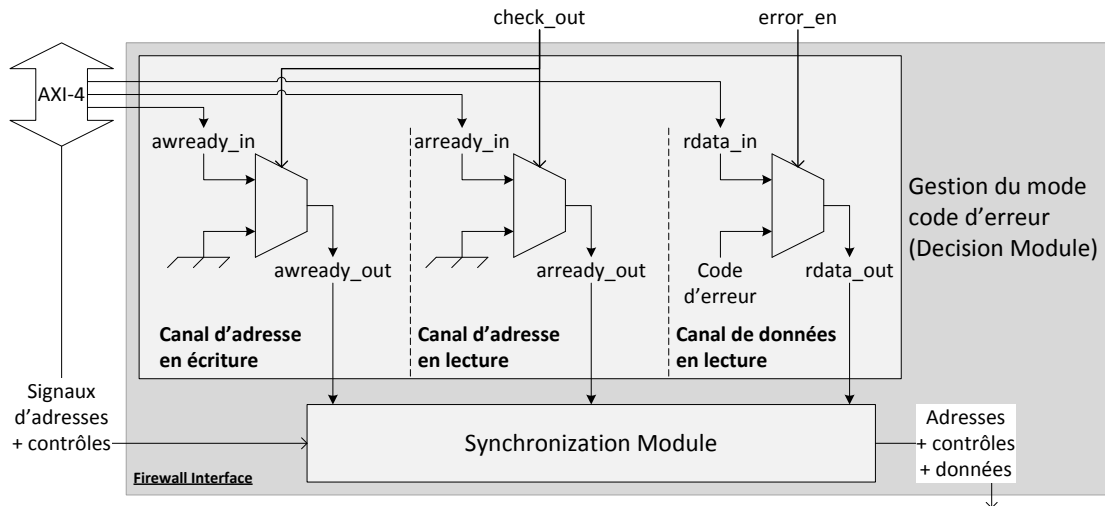 check_out
error_en
AXI-4
awready_in
arready_in
rdata_in
Gestion du mode
code d'erreur
(Decision Module)
awready_out
arready_out
Code
d'erreur
rdata_out
Canal d'adresse
en écriture
Canal d'adresse
en lecture
Canal de données
en lecture
Signaux
d'adresses
+ contrôles
Synchronization Module
Adresses
+ contrôles
+ données
Firewall Interface